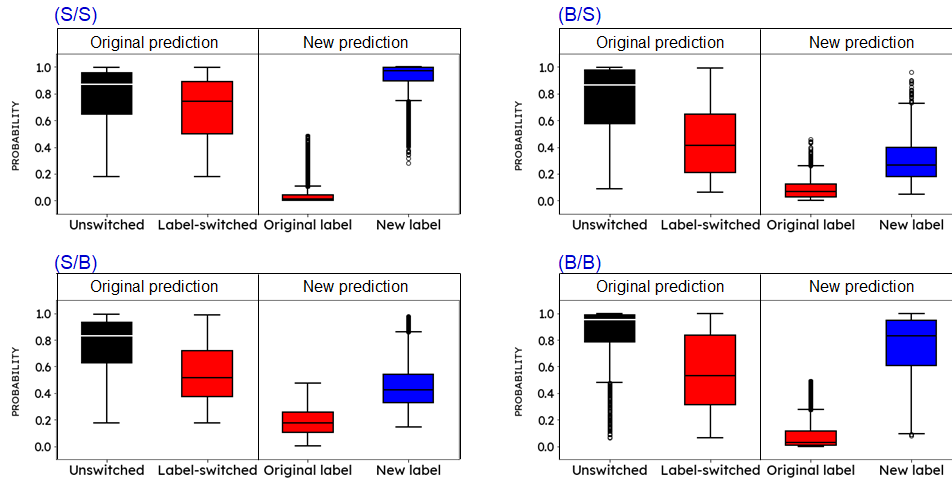 (S/S)
Original prediction New prediction
PROBABILITY
1.0
0.8
0.6
0.4
0.2
0.0
Unswitched Label-switched Original label New label
(B/S)
Original prediction New prediction
PROBABILITY
1.0
0.8
0.6
0.4
0.2
0.0
Unswitched Label-switched Original label New label
(S/B)
Original prediction New prediction
PROBABILITY
1.0
0.8
0.6
0.4
0.2
0.0
Unswitched Label-switched Original label New label
(B/B)
Original prediction New prediction
PROBABILITY
1.0
0.8
0.6
0.4
0.2
0.0
Unswitched Label-switched Original label New label